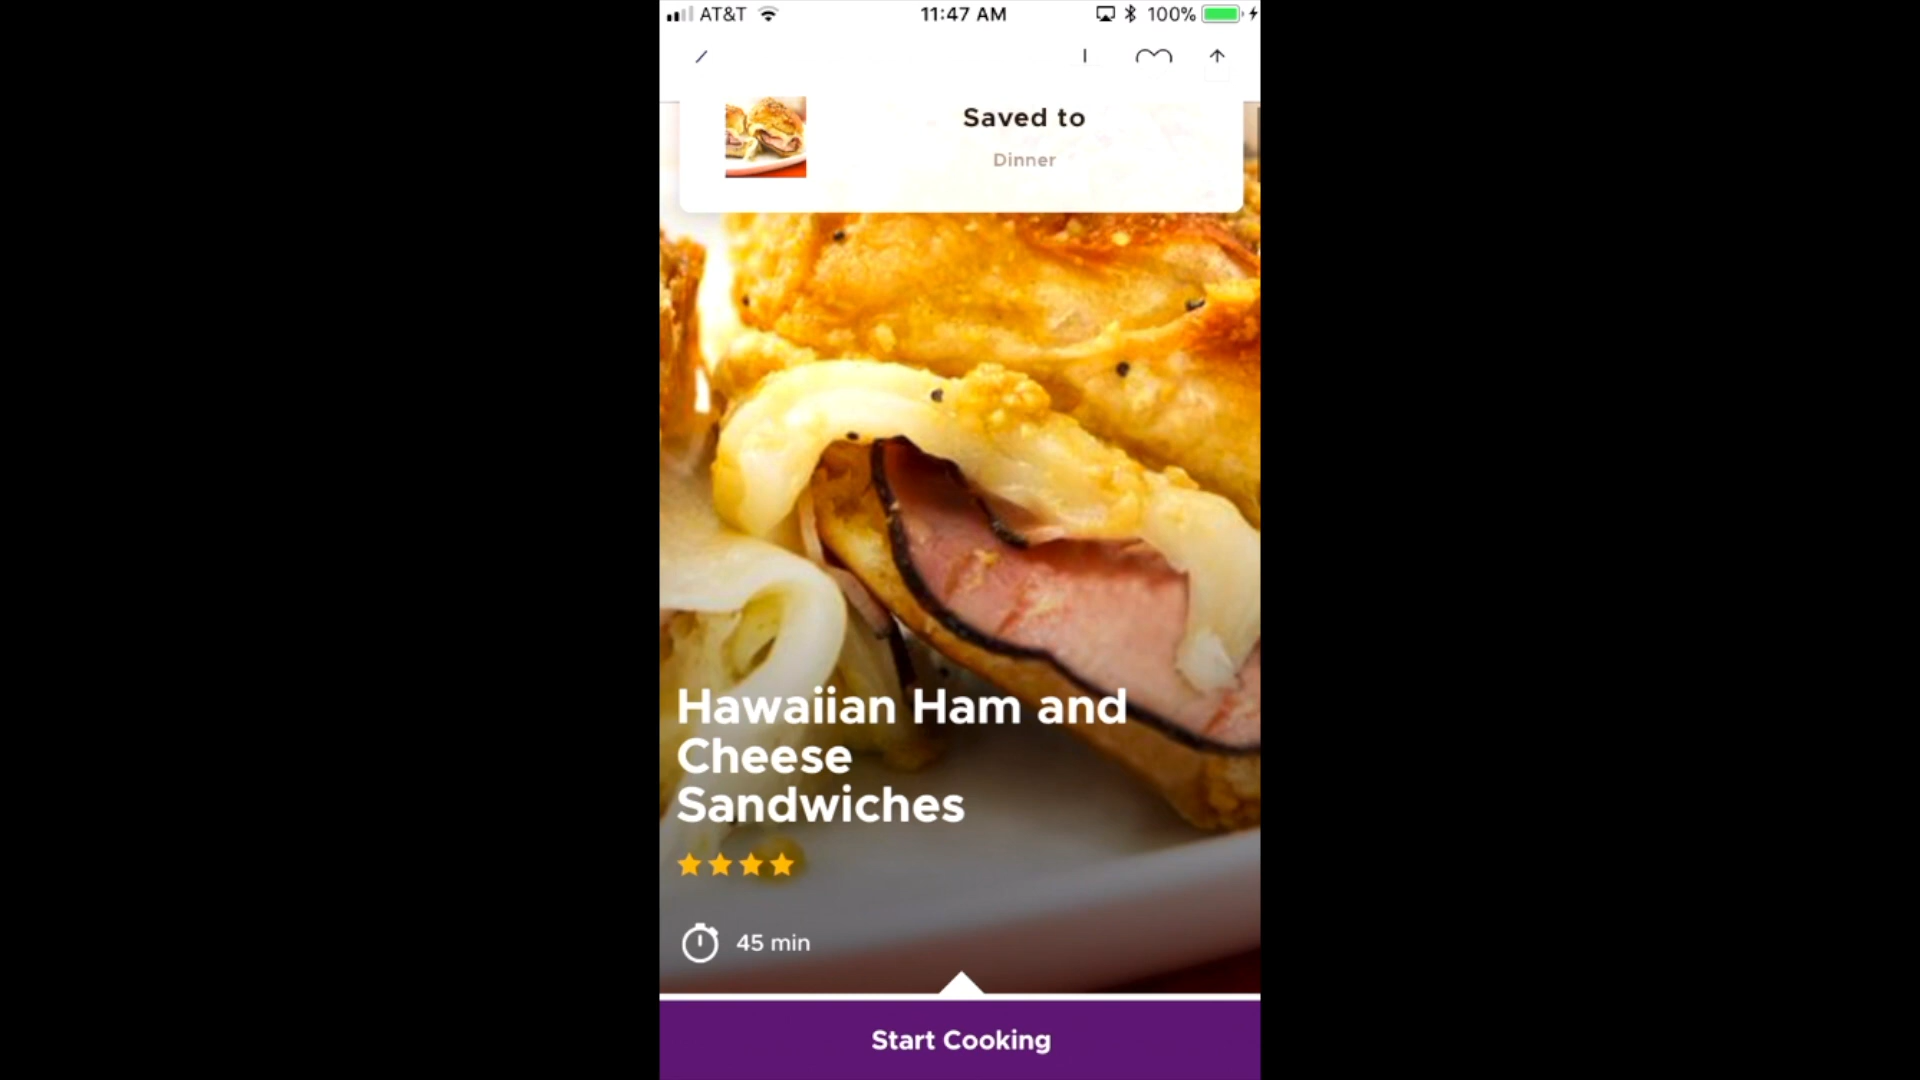 AT&T 11:47 AM 100%
Saved to
Dinner
Hawaiian Ham and
Cheese
Sandwiches
45 min
Start Cooking